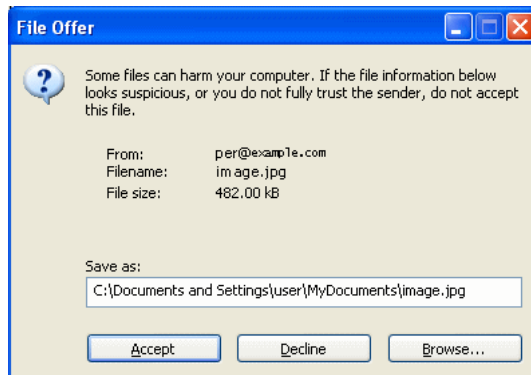 File Offer
Some files can harm your computer. If the file information below
looks suspicious, or you do not fully trust the sender, do not accept
this file.
From: per@example.com
Filename: image.jpg
File size: 482.00 kB
Save as:
C:\Documents and Settings\user\MyDocuments\image.jpg
Accept Decline Browse...